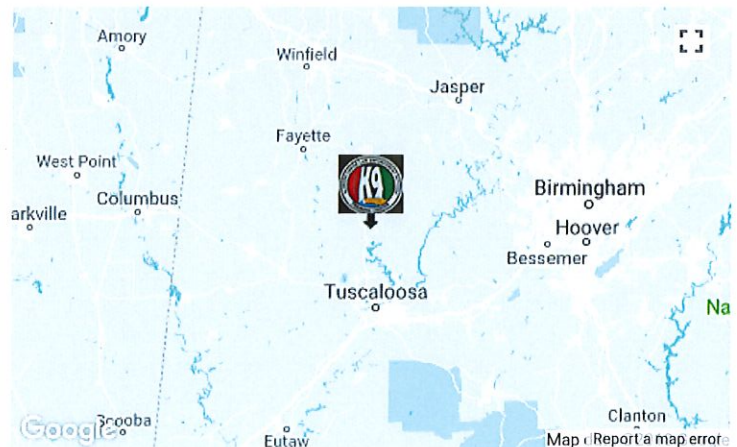 Amory
Winfield
Jasper
Fayette
West Point
K9
Birmingham
Columbus
arkville
Hoover
Bessemer
Tuscaloosa
Na
Clanton
Google
Scooba
Map
Report a map error
Eutaw